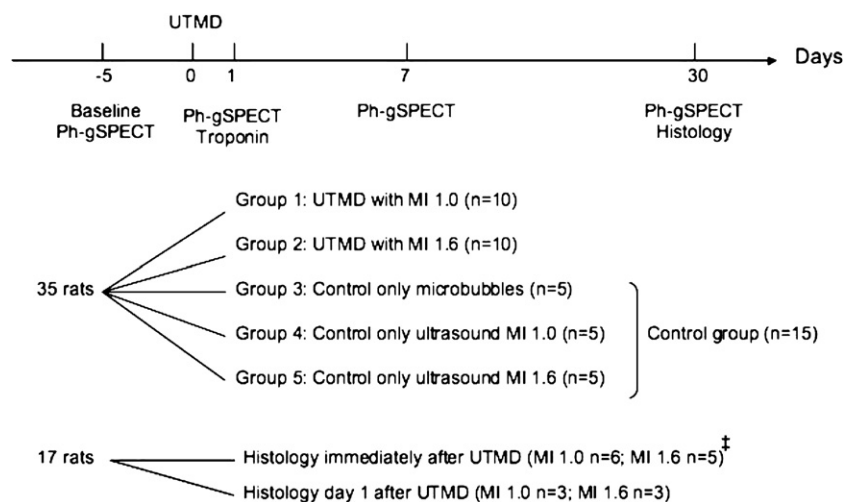 UTMD
Days
-5 0 1 7 30
Baseline
Ph-gSPECT
Ph-gSPECT
Troponin
Ph-gSPECT
Ph-gSPECT
Histology
35 rats
Group 1: UTMD with MI 1.0 (n=10)
Group 2: UTMD with MI 1.6 (n=10)
Group 3: Control only microbubbles (n=5)
Group 4: Control only ultrasound MI 1.0 (n=5)
Group 5: Control only ultrasound MI 1.6 (n=5)
Control group (n=15)
17 rats
Histology immediately after UTMD (MI 1.0 n=6; MI 1.6 n=5)‡
Histology day 1 after UTMD (MI 1.0 n=3; MI 1.6 n=3)